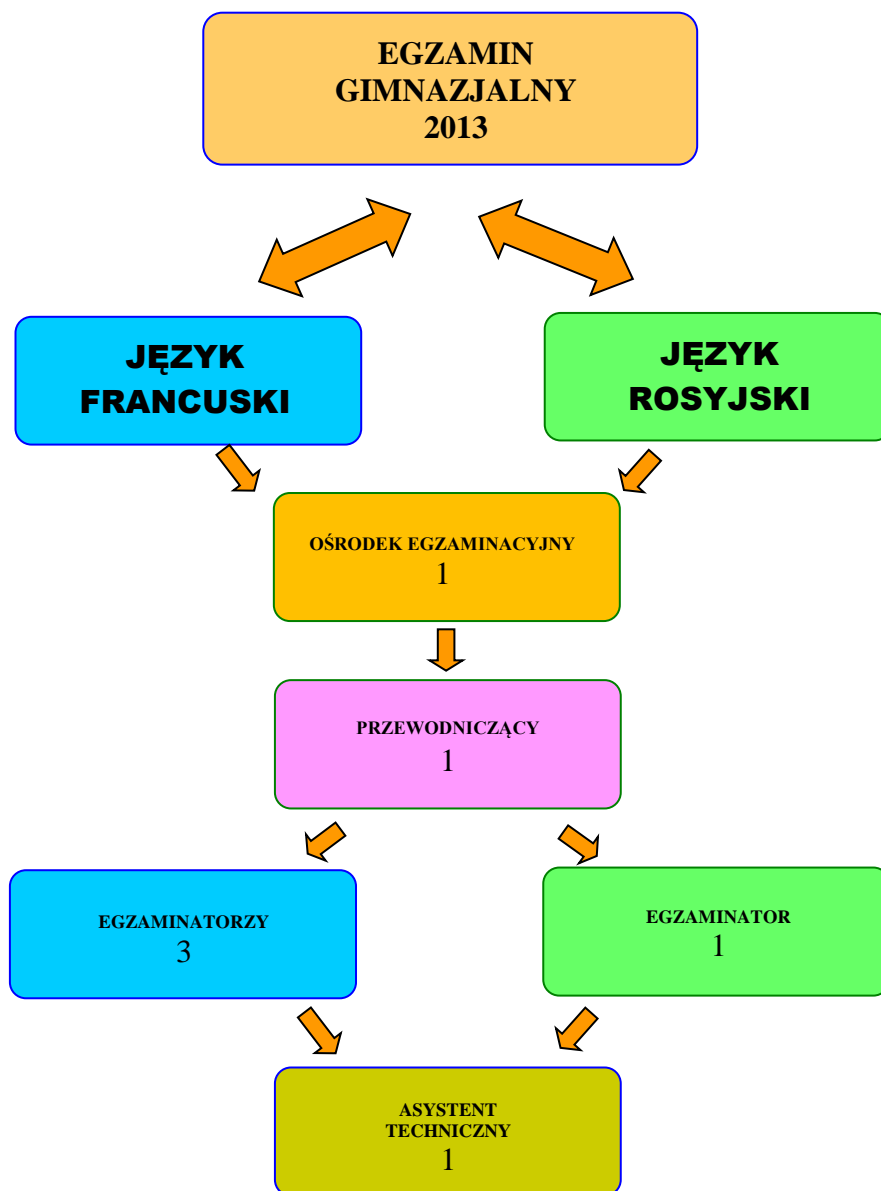 EGZAMIN
GIMNAZJALNY
2013
JĘZYK
FRANCUSKI
JĘZYK
ROSYJSKI
OŚRODEK EGZAMINACYJNY
1
PRZEWODNICZĄCY
1
EGZAMINATORZY
3
EGZAMINATOR
1
ASYSTENT
TECHNICZNY
1